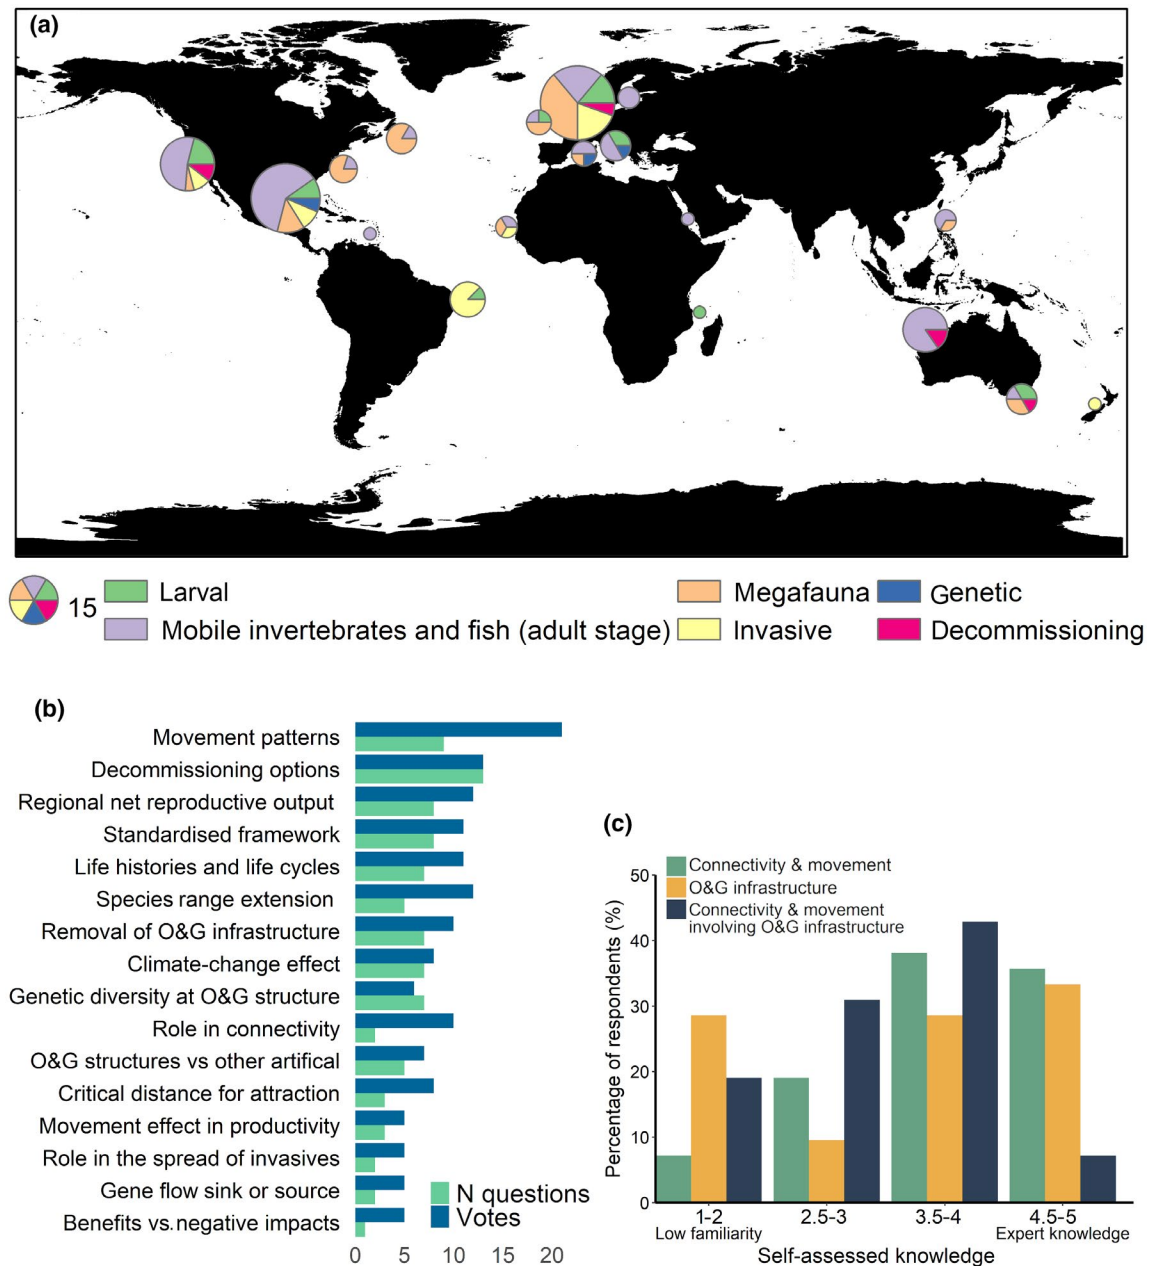 (a)
15
Larval
Megafauna
Genetic
Mobile invertebrates and fish (adult stage)
Invasive
Decommissioning
(b)
Movement patterns
Decommissioning options
Regional net reproductive output
Standardised framework
Life histories and life cycles
Species range extension
Removal of O&G infrastructure
Climate-change effect
Genetic diversity at O&G structure
Role in connectivity
O&G structures vs other artifical
Critical distance for attraction
Movement effect in productivity
Role in the spread of invasives
Gene flow sink or source
Benefits vs. negative impacts
N questions
Votes
0 5 10 15 20
(c)
Connectivity & movement
O&G infrastructure
Connectivity & movement
involving O&G infrastructure
Percentage of respondents (%)
50
40
30
20
10
0
1-2 2.5-3 3.5-4 4.5-5
Low familiarity Expert knowledge
Self-assessed knowledge